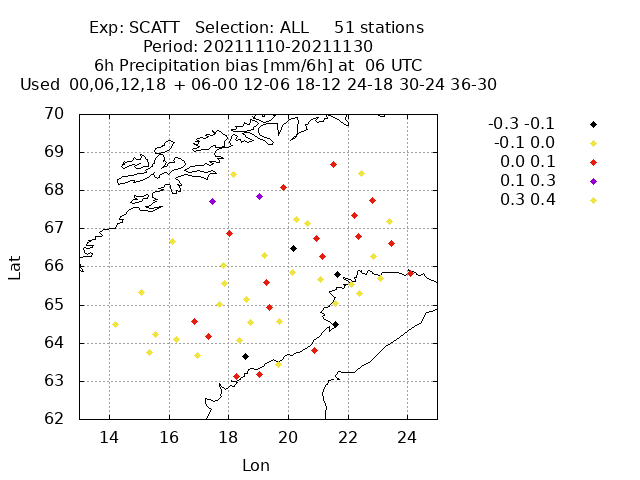 Exp: SCATT   Selection: ALL     51 stations
Period: 20211110-20211130
6h Precipitation bias [mm/6h] at  06 UTC
Used  00,06,12,18  + 06-00 12-06 18-12 24-18 30-24 36-30
-0.3 -0.1
-0.1 0.0
0.0 0.1
0.1 0.3
0.3 0.4
70
69
68
67
66
65
64
63
62
Lat
14 16 18 20 22 24
Lon